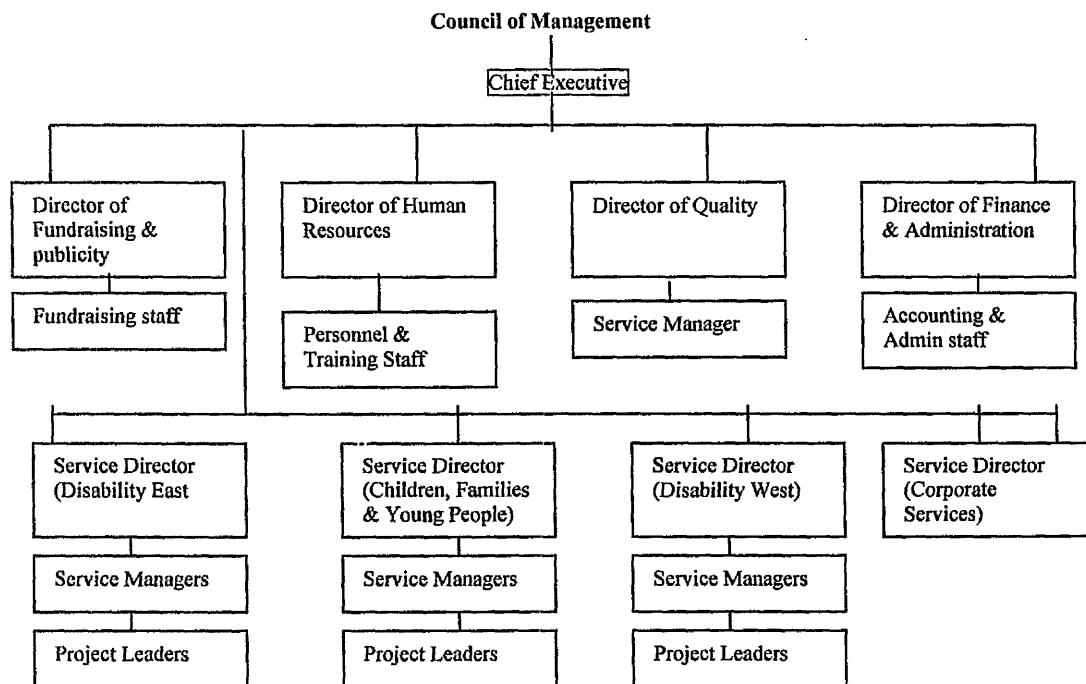 Council of Management
Chief Executive
Director of
Fundraising &
publicity
Director of Human
Resources
Director of Quality
Director of Finance
& Administration
Fundraising staff
Personnel &
Training Staff
Service Manager
Accounting &
Admin staff
Service Director
(Disability East
Service Director
(Children, Families
& Young People)
Service Director
(Disability West)
Service Director
(Corporate
Services)
Service Managers
Service Managers
Service Managers
Project Leaders
Project Leaders
Project Leaders